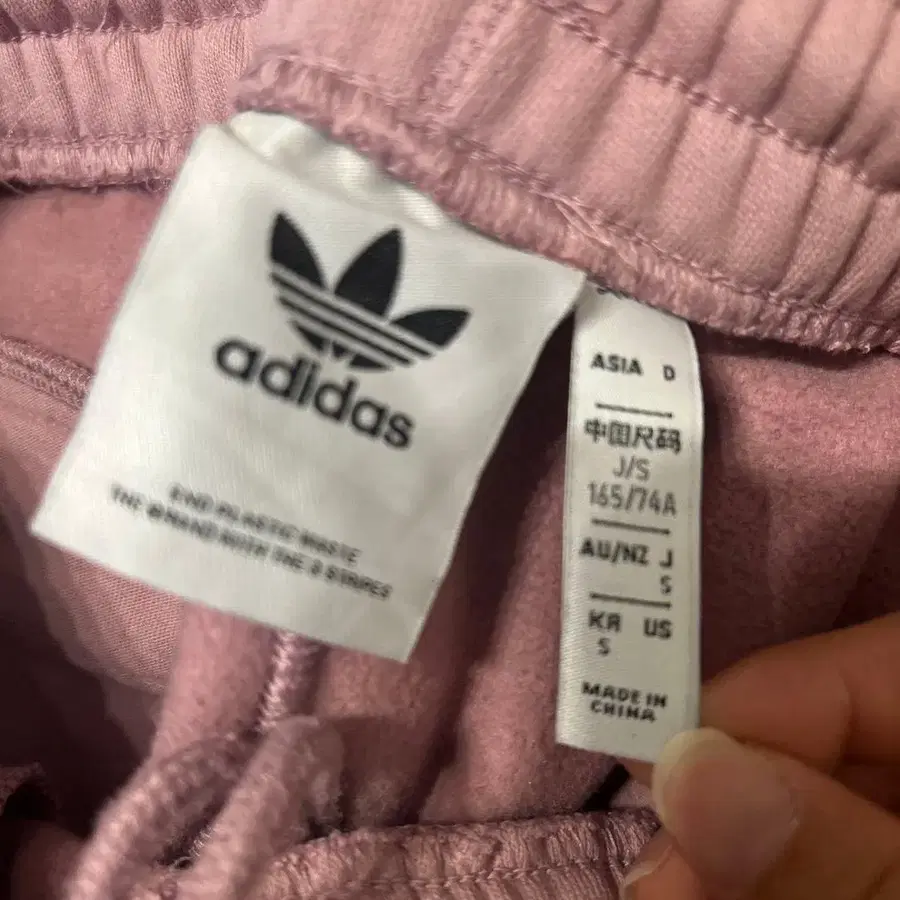 adidas
END PLASTIC WASTE
THE BRAND WITH THE 3 STRIPES
ASIA D
中国尺码
J/S
165/74A
AU/NZ J
S
KR US
S
MADE IN
CHINA